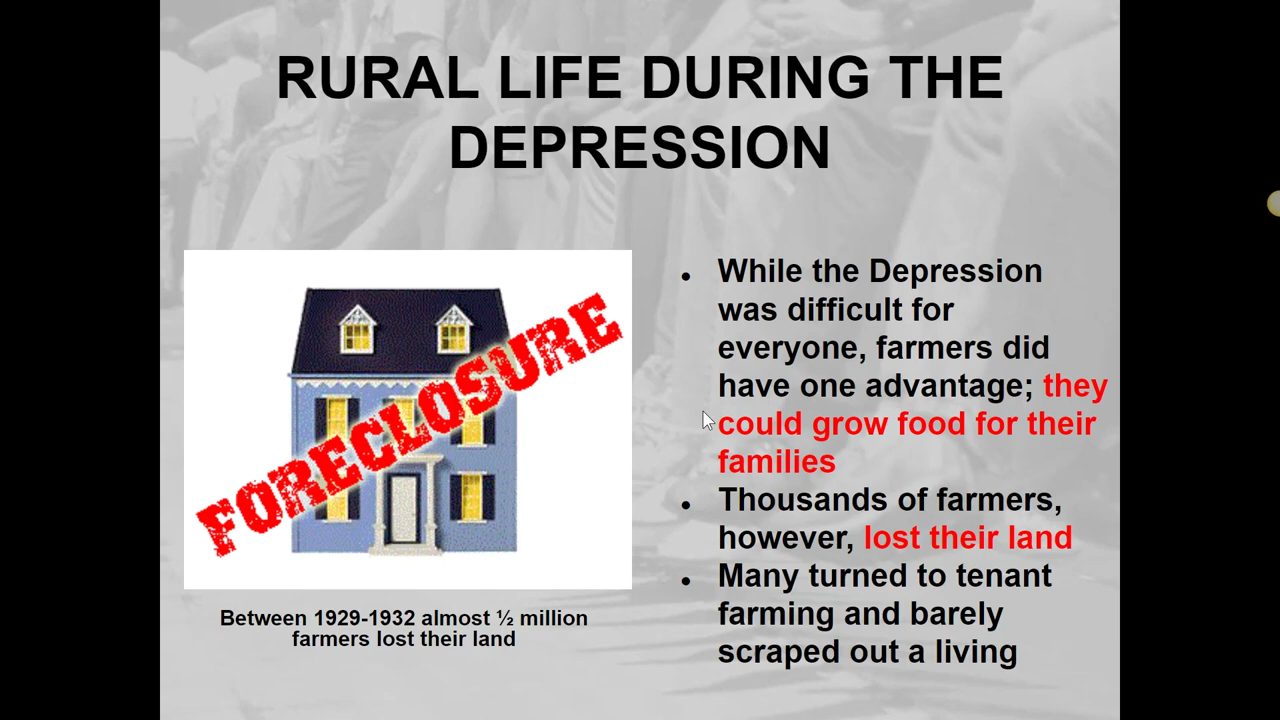 RURAL LIFE DURING THE
DEPRESSION
FORECLOSURE
Between 1929-1932 almost ½ million
farmers lost their land
● While the Depression
was difficult for
everyone, farmers did
have one advantage; they
could grow food for their
families
● Thousands of farmers,
however, lost their land
● Many turned to tenant
farming and barely
scraped out a living